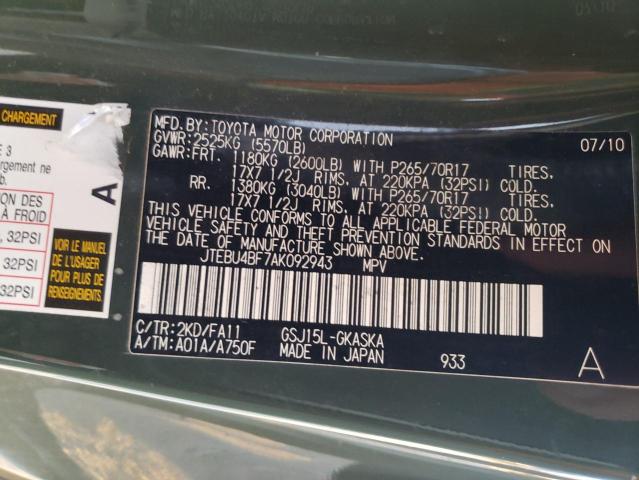 CHARGEMENT
E 3
argement ne
b.
ION DES
À FROID
, 32PSI
32PSI
32PSI
A
VOIR LE MANUEL
DE L'USAGER
POUR PLUS DE
RENSEIGNEMENTS
MFD. BY: TOYOTA MOTOR CORPORATION 07/10
GVWR: 2525KG (5570LB)
GAWR: FRT. 1180KG (2600LB) WITH P265/70R17 TIRES,
17X7 1/2J RIMS, AT 220KPA (32PSI) COLD.
RR. 1380KG (3040LB) WITH P265/70R17 TIRES,
17X7 1/2J RIMS, AT 220KPA (32PSI) COLD.
THIS VEHICLE CONFORMS TO ALL APPLICABLE FEDERAL MOTOR
VEHICLE SAFETY AND THEFT PREVENTION STANDARDS IN EFFECT ON
THE DATE OF MANUFACTURE SHOWN ABOVE.
JTEBU4BF7AK092943 MPV
C/TR: 2KD/FA11 GSJ15L-GKASKA
A/TM: A01A/A750F MADE IN JAPAN 933 A